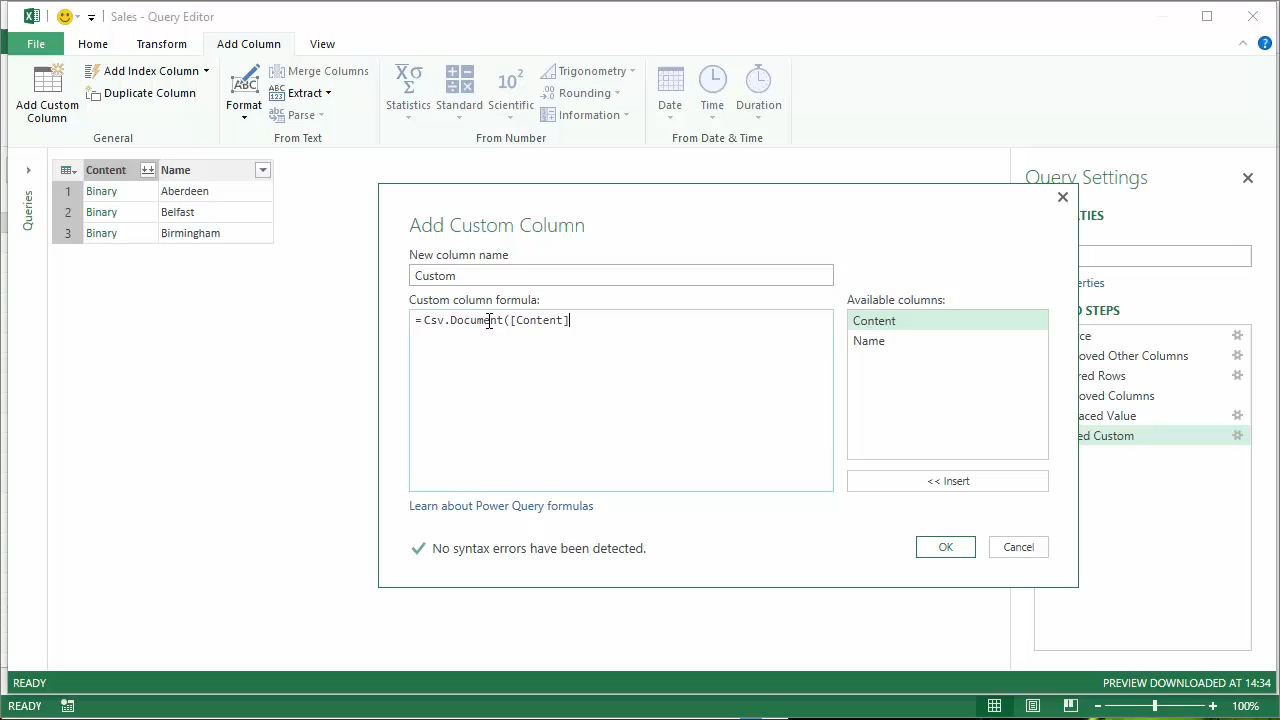 Sales - Query Editor
File Home Transform Add Column View
Add Custom Column
Add Index Column
Duplicate Column
General
Format
Merge Columns
Extract
Parse
From Text
Statistics
Standard
Scientific
Trigonometry
Rounding
Information
From Number
Date
Time
Duration
From Date & Time
Queries
Content Name
1 Binary Aberdeen
2 Binary Belfast
3 Binary Birmingham
Query Settings
TIES
erties
D STEPS
rce
oved Other Columns
red Rows
oved Columns
aced Value
ed Custom
Add Custom Column
New column name
Custom
Custom column formula:
=Csv.Document([Content]
Available columns:
Content
Name
<< Insert
Learn about Power Query formulas
No syntax errors have been detected.
OK Cancel
READY PREVIEW DOWNLOADED AT 14:34
READY 100%